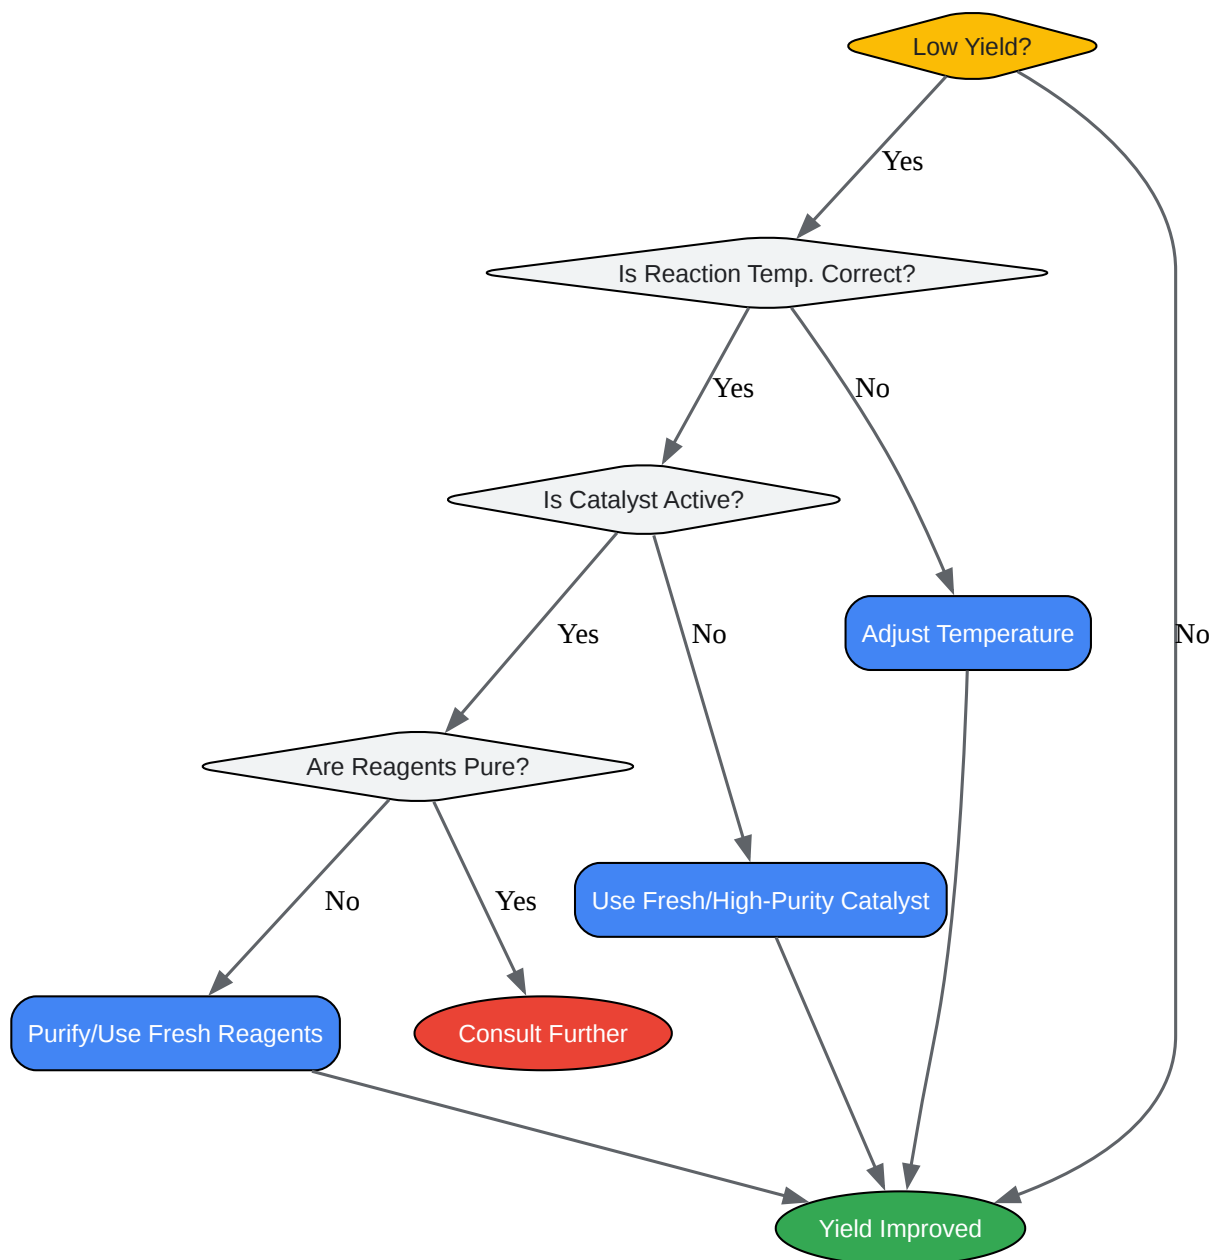 Low Yield?
Yes
Is Reaction Temp. Correct?
Yes
No
Is Catalyst Active?
Yes
No
Adjust Temperature
No
Are Reagents Pure?
No
Yes
Use Fresh/High-Purity Catalyst
Purify/Use Fresh Reagents
Consult Further
Yield Improved